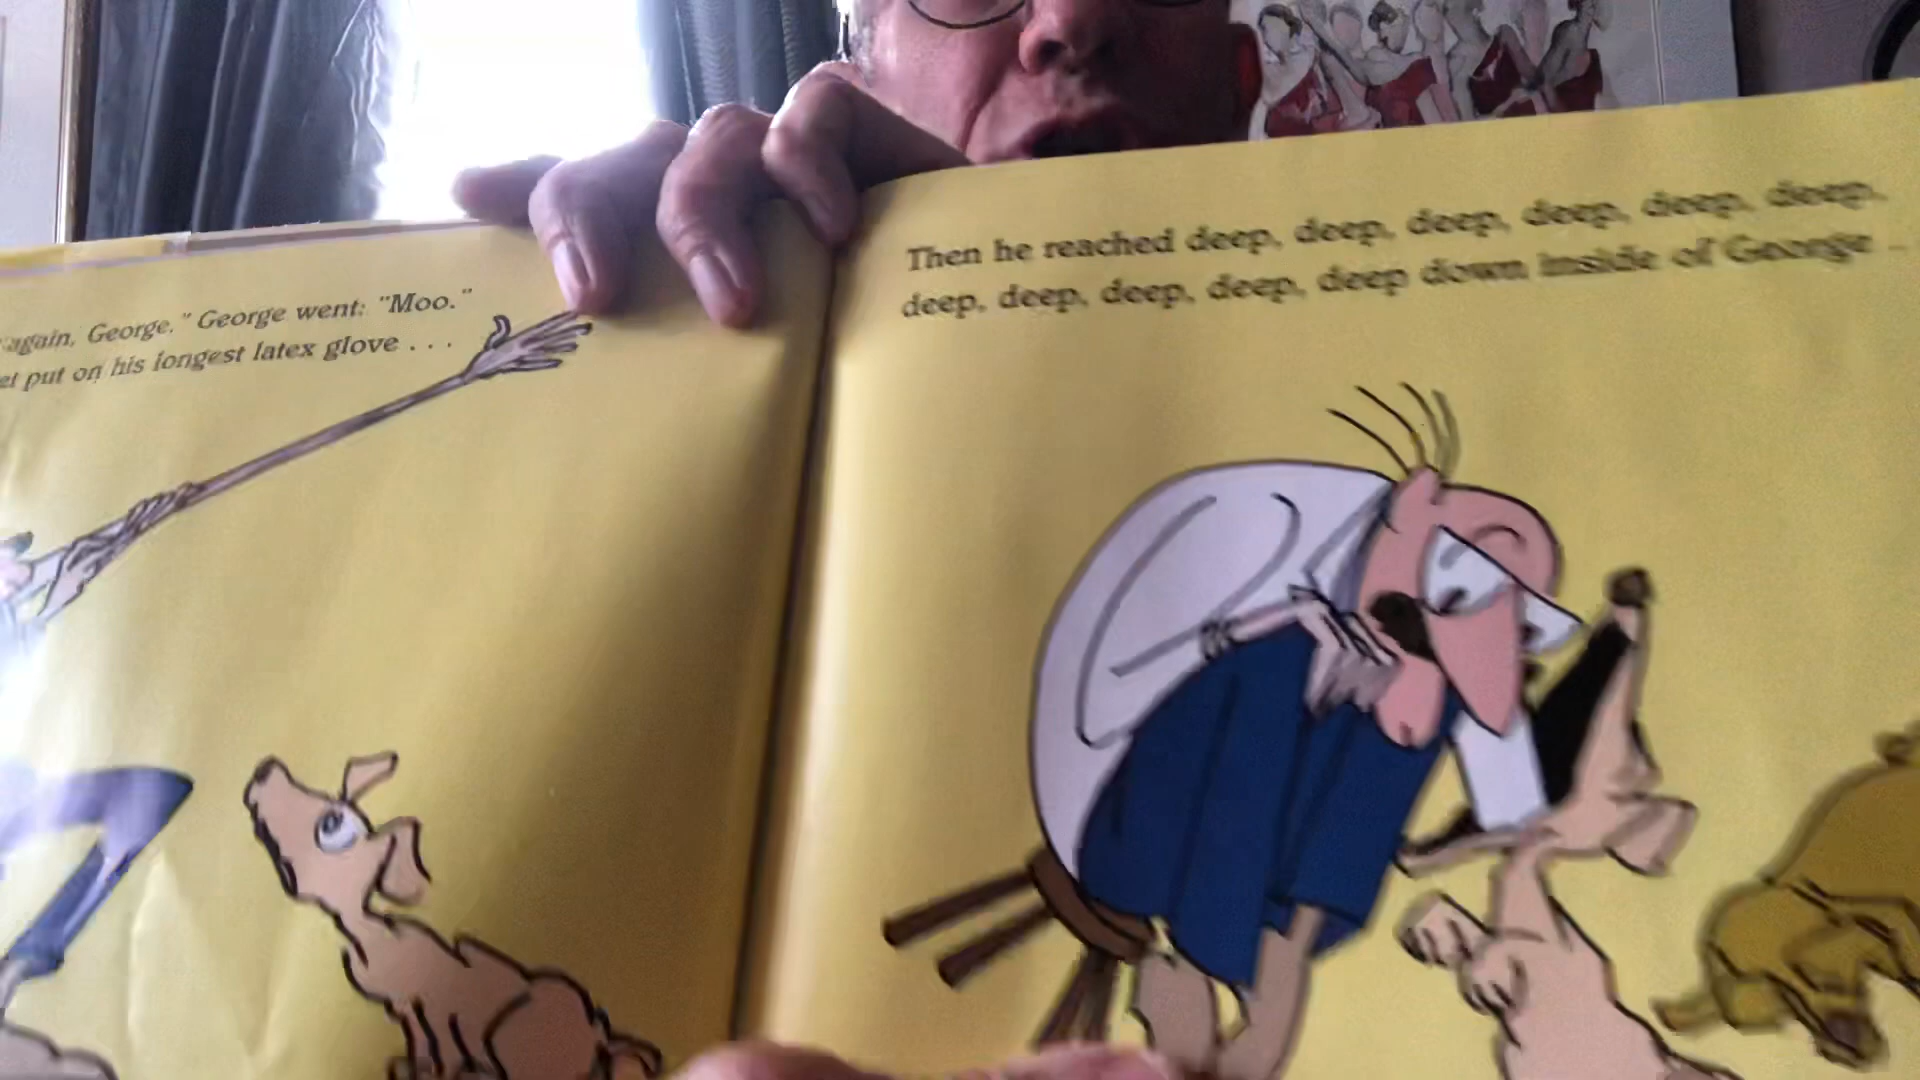 again, George." George went: "Moo."
put on his longest latex glove . . .
Then he reached deep, deep, deep, deep, deep, deep,
deep, deep, deep, deep, deep down inside of George